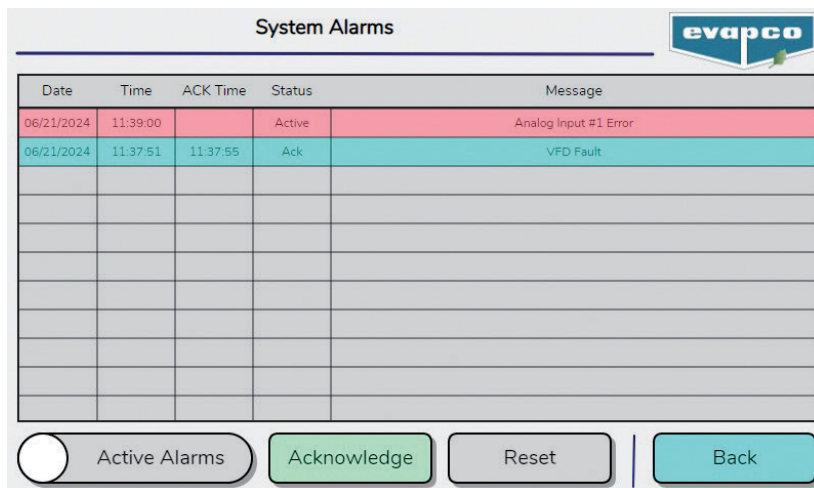 System Alarms
evapco
Date Time ACK Time Status Message
06/21/2024 11:39:00 Active Analog Input #1 Error
06/21/2024 11:37:51 11:37:55 Ack VFD Fault
Active Alarms Acknowledge Reset Back